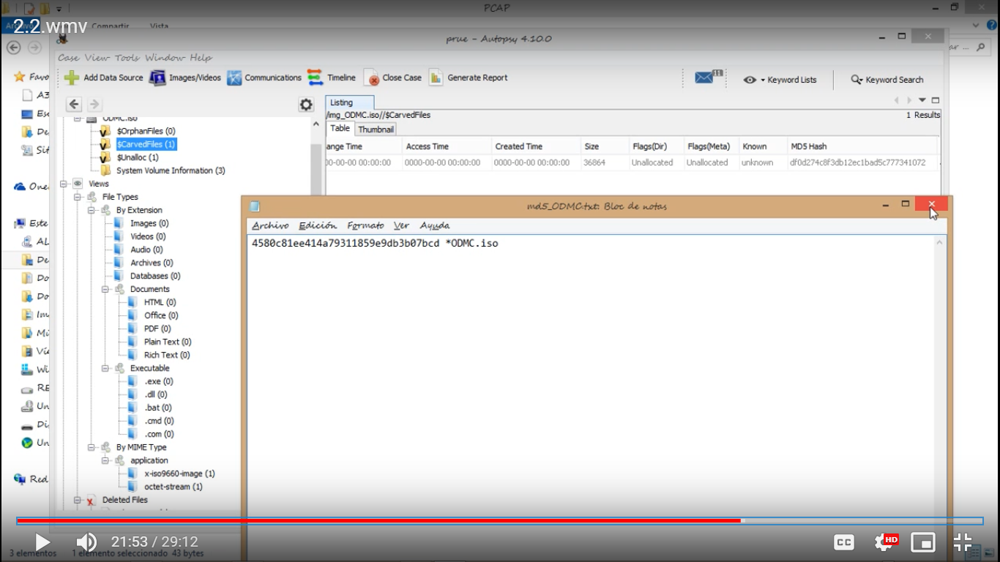 PCAP
Archivo Compartir Vista
2.2.wmv
prue - Autopsy 4.10.0
Case View Tools Window Help
Add Data Source Images/Videos Communications Timeline Close Case Generate Report 11 Keyword Lists Keyword Search
Listing
/img_ODMC.iso//$CarvedFiles
1 Results
Table Thumbnail
ange Time Access Time Created Time Size Flags(Dir) Flags(Meta) Known MD5 Hash
00-00-00 00:00:00 0000-00-00 00:00:00 0000-00-00 00:00:00 36864 Unallocated Unallocated unknown df0d274c8f3db12ec1bad5c777341072
ODMC.iso
$OrphanFiles (0)
$CarvedFiles (1)
$Unalloc (1)
System Volume Information (3)
Views
File Types
By Extension
Images (0)
Videos (0)
Audio (0)
Archives (0)
Databases (0)
Documents
HTML (0)
Office (0)
PDF (0)
Plain Text (0)
Rich Text (0)
Executable
.exe (0)
.dll (0)
.bat (0)
.cmd (0)
.com (0)
By MIME Type
application
x-iso9660-image (1)
octet-stream (1)
Deleted Files
Favo
A3
Esc
De
Sit
One
Este
AL
De
Do
De
Im
Mú
Víd
Wi
RE
Un
Di
Un
Red
md5_ODMC.txt: Bloc de notas
Archivo Edición Formato Ver Ayuda
4580c81ee414a79311859e9db3b07bcd *ODMC.iso
21:53 / 29:12
CC HD
3 elementos 1 elemento seleccionado 43 bytes